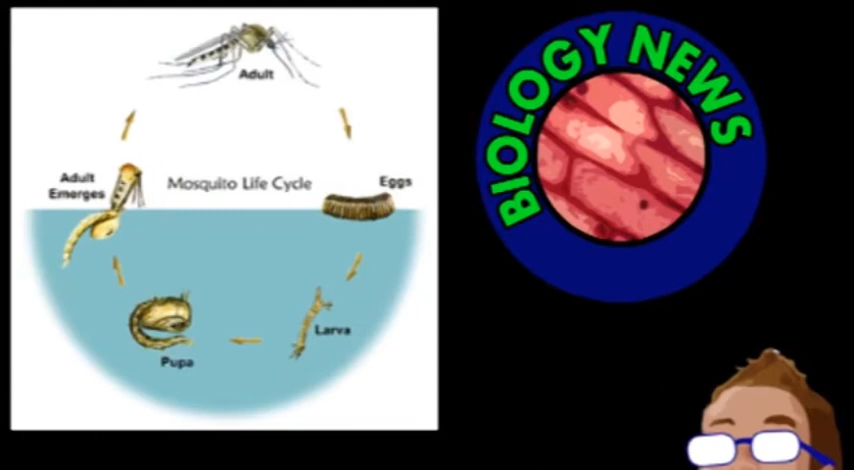 Adult
Adult
Emerges
Mosquito Life Cycle
Eggs
Larva
Pupa
BIOLOGY NEWS